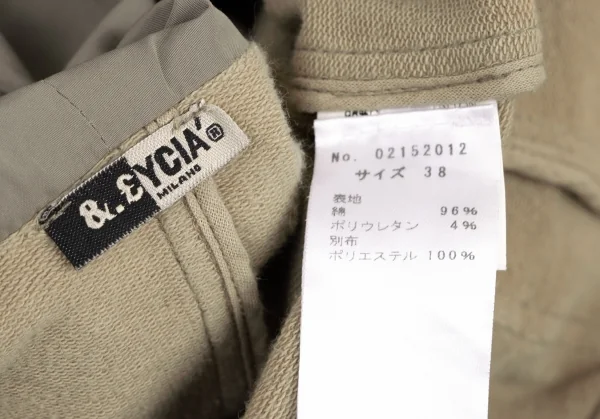 &.EYCIA'®
MILANO
No. 02152012
サイズ 38
表地
綿 96%
ポリウレタン 4%
別布
ポリエステル 100%